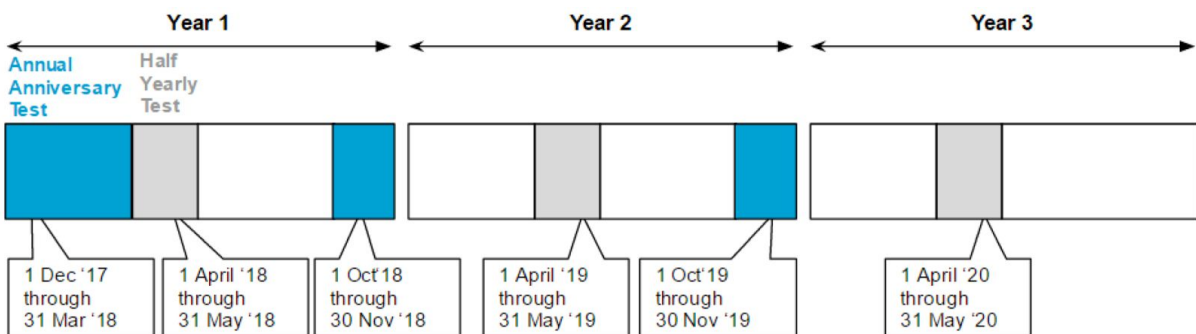 Year 1
Year 2
Year 3
Annual
Anniversary
Test
Half
Yearly
Test
1 Dec ‘17
through
31 Mar ‘18
1 April ‘18
through
31 May ‘18
1 Oct‘18
through
30 Nov ‘18
1 April ‘19
through
31 May ‘19
1 Oct‘19
through
30 Nov ‘19
1 April ‘20
through
31 May ‘20